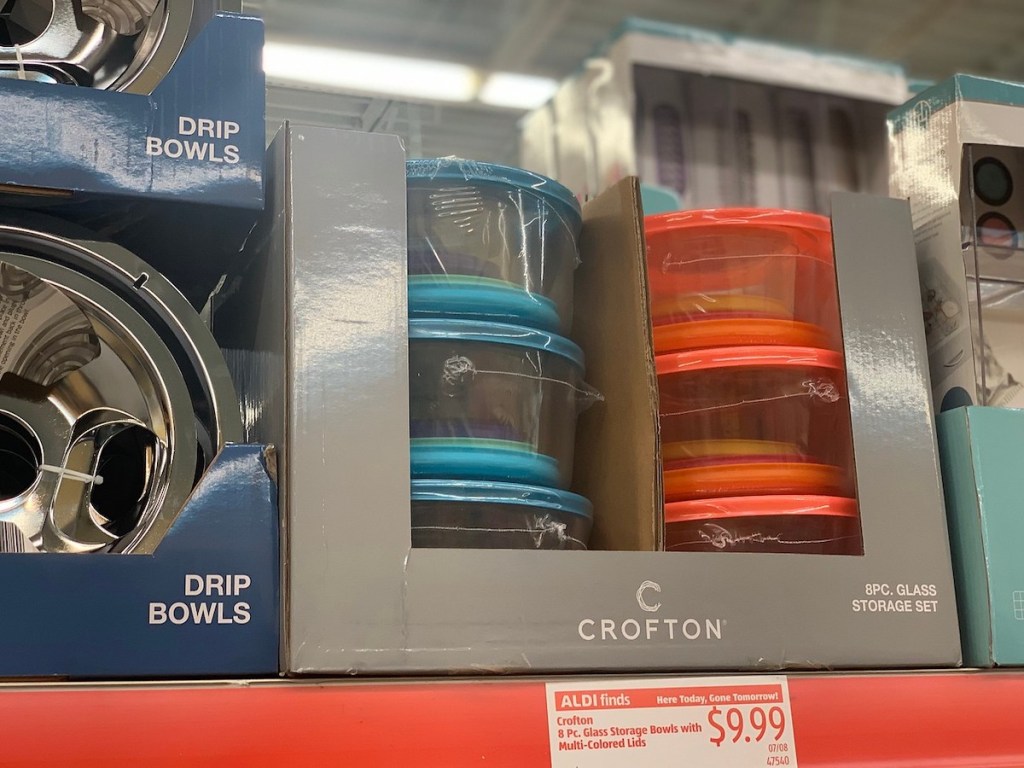 DRIP
BOWLS
DRIP
BOWLS
C
CROFTON
8PC. GLASS
STORAGE SET
ALDI finds
Here Today, Gone Tomorrow!
Crofton
8 Pc. Glass Storage Bowls with
Multi-Colored Lids
$9.99
07/08
47540